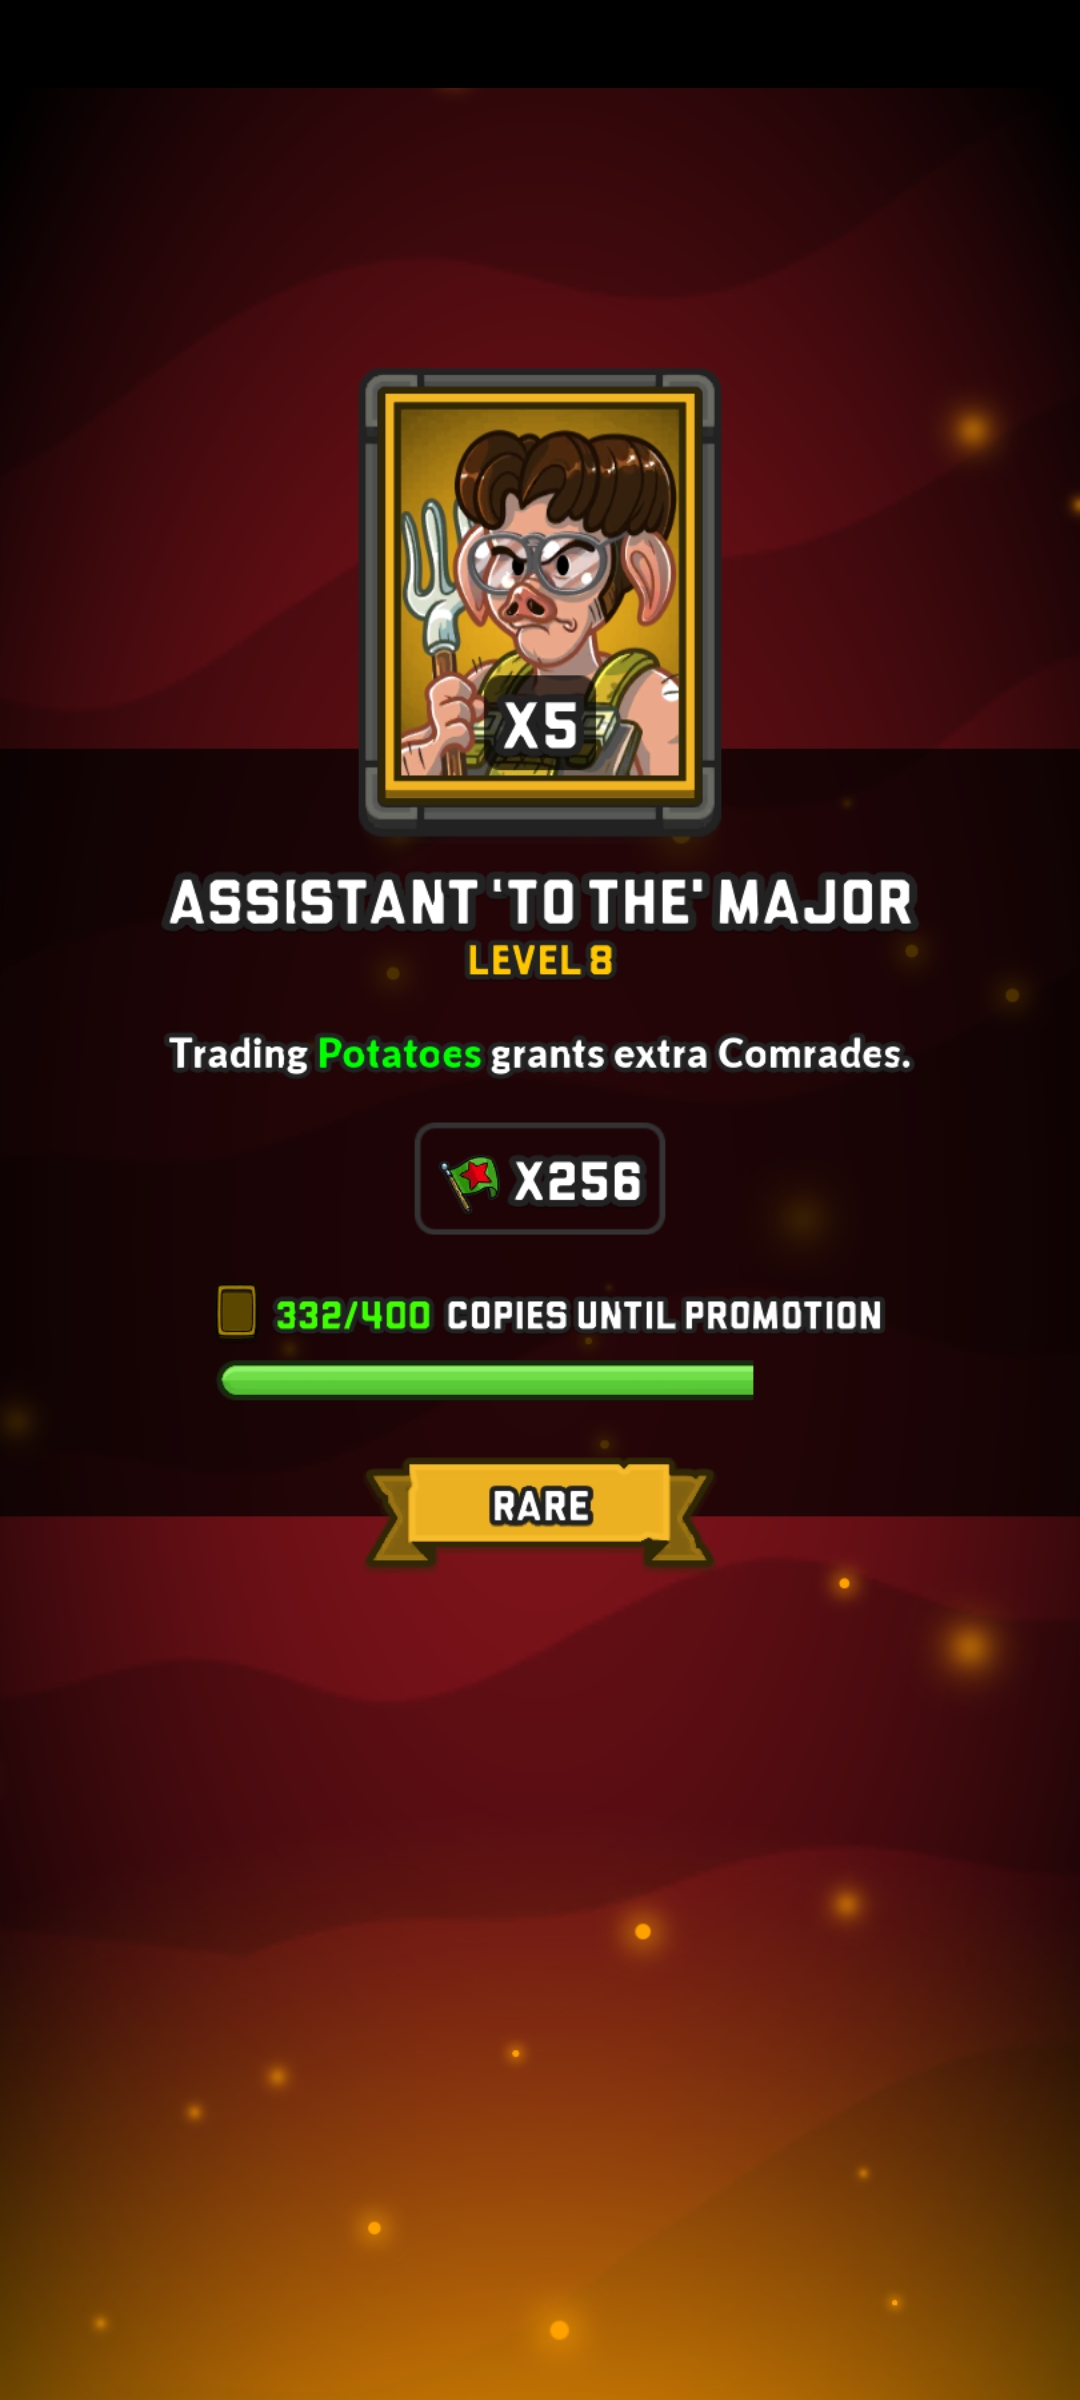 X5
ASSISTANT 'TO THE' MAJOR
LEVEL 8
Trading Potatoes grants extra Comrades.
X256
332/400 COPIES UNTIL PROMOTION
RARE